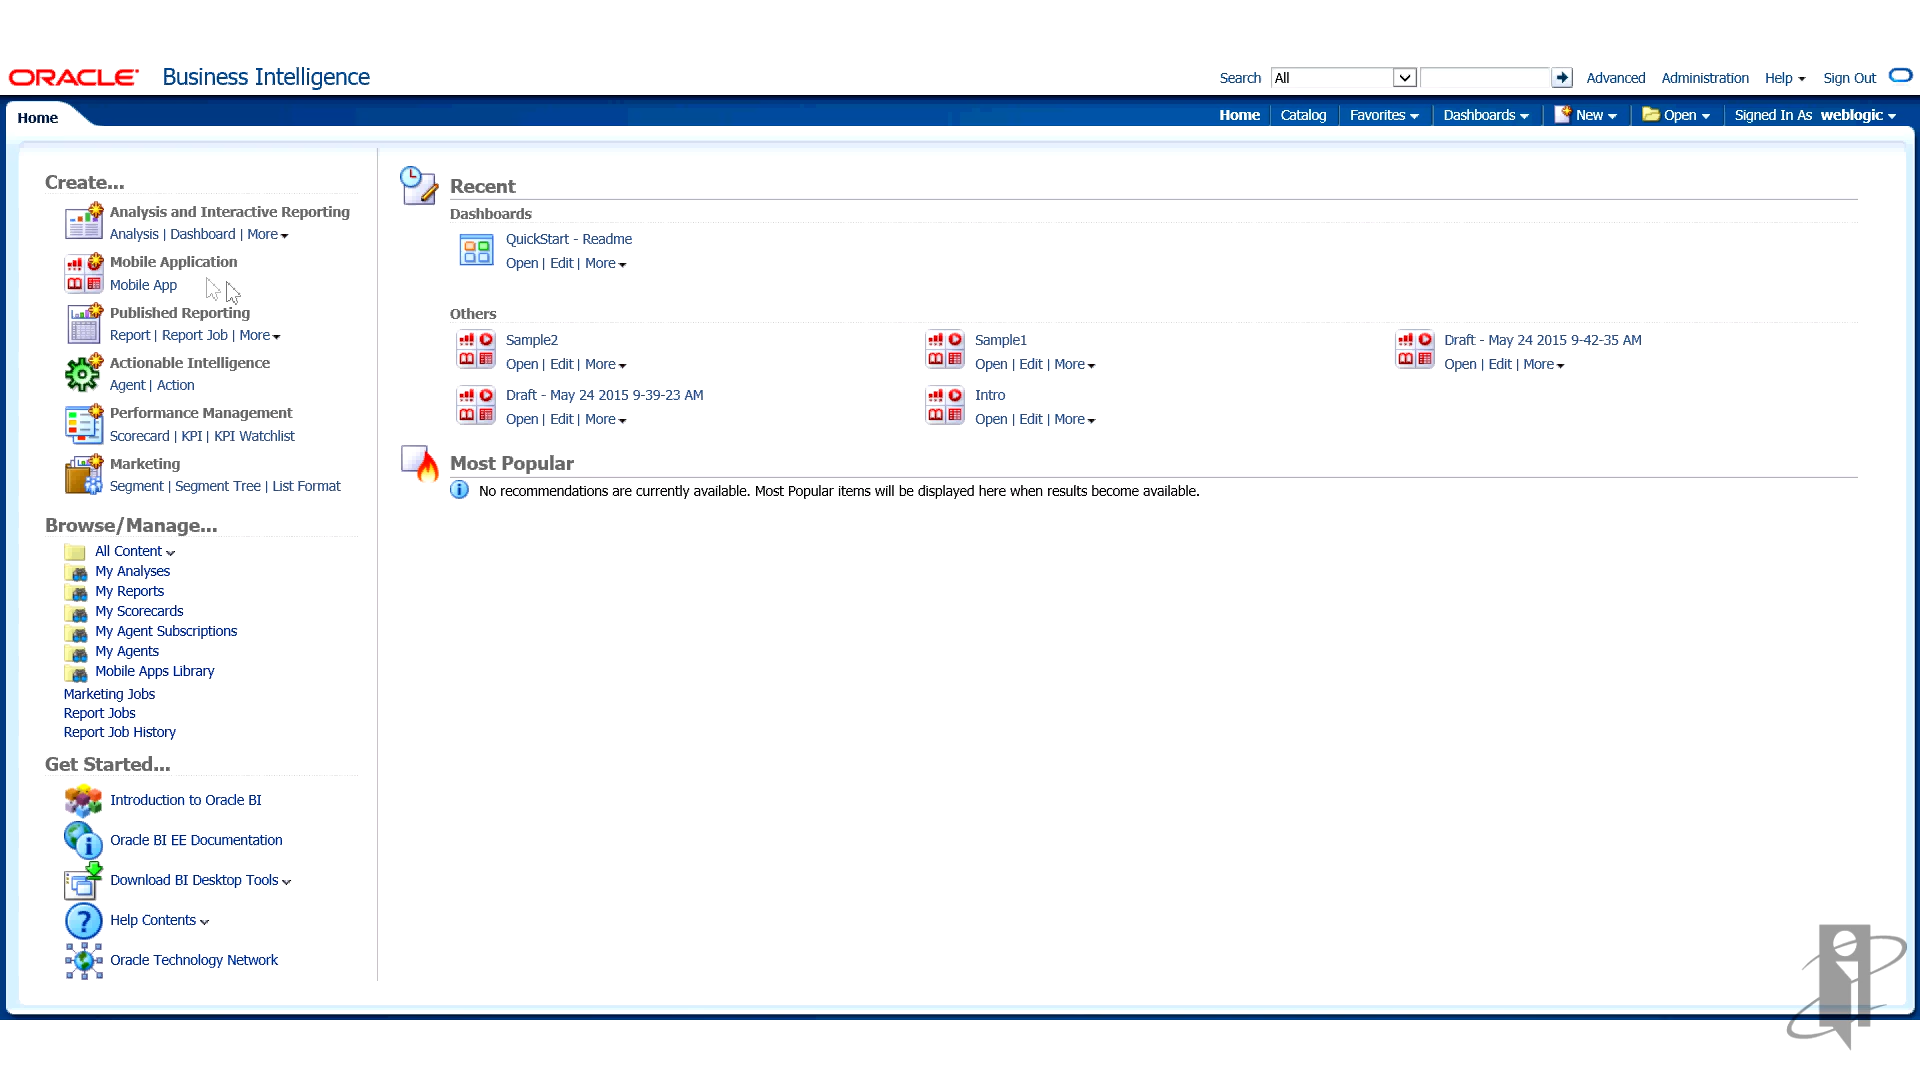 ORACLE Business Intelligence
Search All Advanced Administration Help Sign Out
Home
Home Catalog Favorites Dashboards New Open Signed In As weblogic
Create...
Analysis and Interactive Reporting
Analysis | Dashboard | More
Mobile Application
Mobile App
Published Reporting
Report | Report Job | More
Actionable Intelligence
Agent | Action
Performance Management
Scorecard | KPI | KPI Watchlist
Marketing
Segment | Segment Tree | List Format
Browse/Manage...
All Content
My Analyses
My Reports
My Scorecards
My Agent Subscriptions
My Agents
Mobile Apps Library
Marketing Jobs
Report Jobs
Report Job History
Get Started...
Introduction to Oracle BI
Oracle BI EE Documentation
Download BI Desktop Tools
Help Contents
Oracle Technology Network
Recent
Dashboards
QuickStart - Readme
Open | Edit | More
Others
Sample2
Open | Edit | More
Sample1
Open | Edit | More
Draft - May 24 2015 9-42-35 AM
Open | Edit | More
Draft - May 24 2015 9-39-23 AM
Open | Edit | More
Intro
Open | Edit | More
Most Popular
No recommendations are currently available. Most Popular items will be displayed here when results become available.